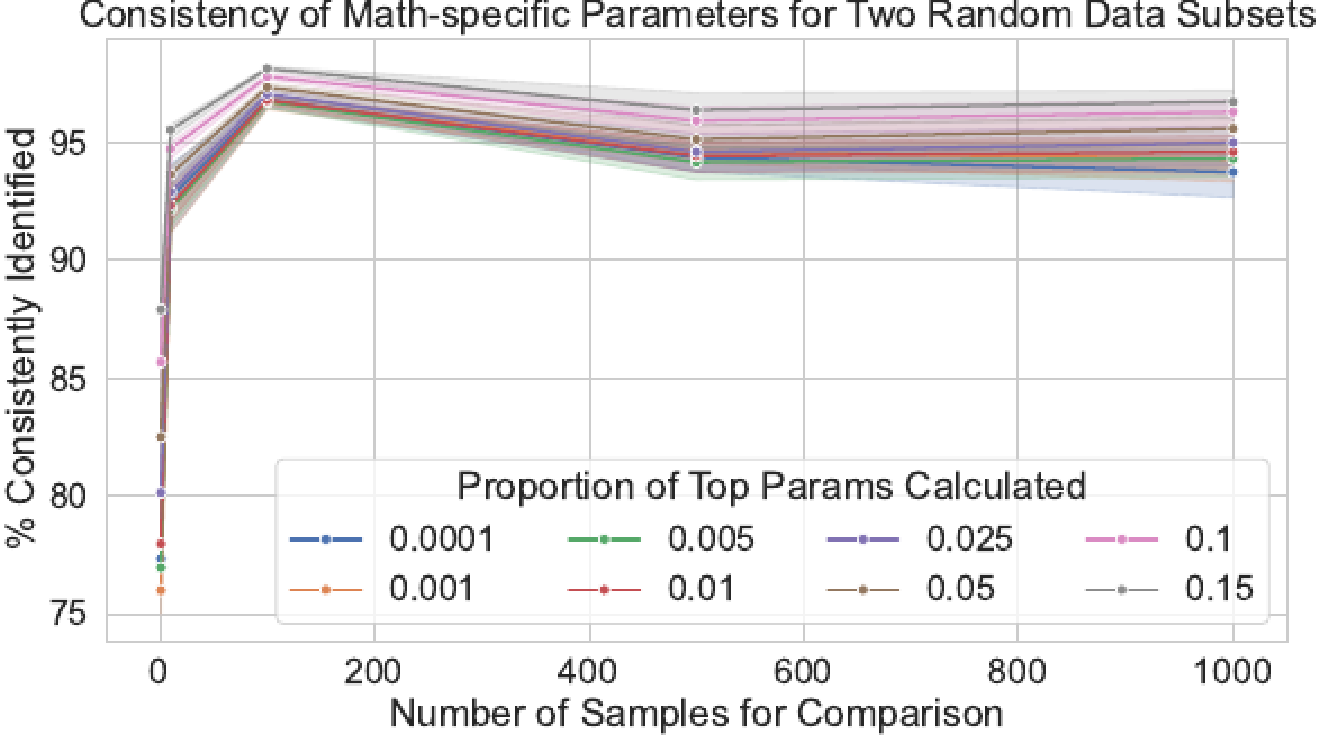 Consistency of Math-specific Parameters for Two Random Data Subsets
% Consistently Identified
95
90
85
80
75
Proportion of Top Params Calculated
0.0001 0.005 0.025 0.1
0.001 0.01 0.05 0.15
0 200 400 600 800 1000
Number of Samples for Comparison